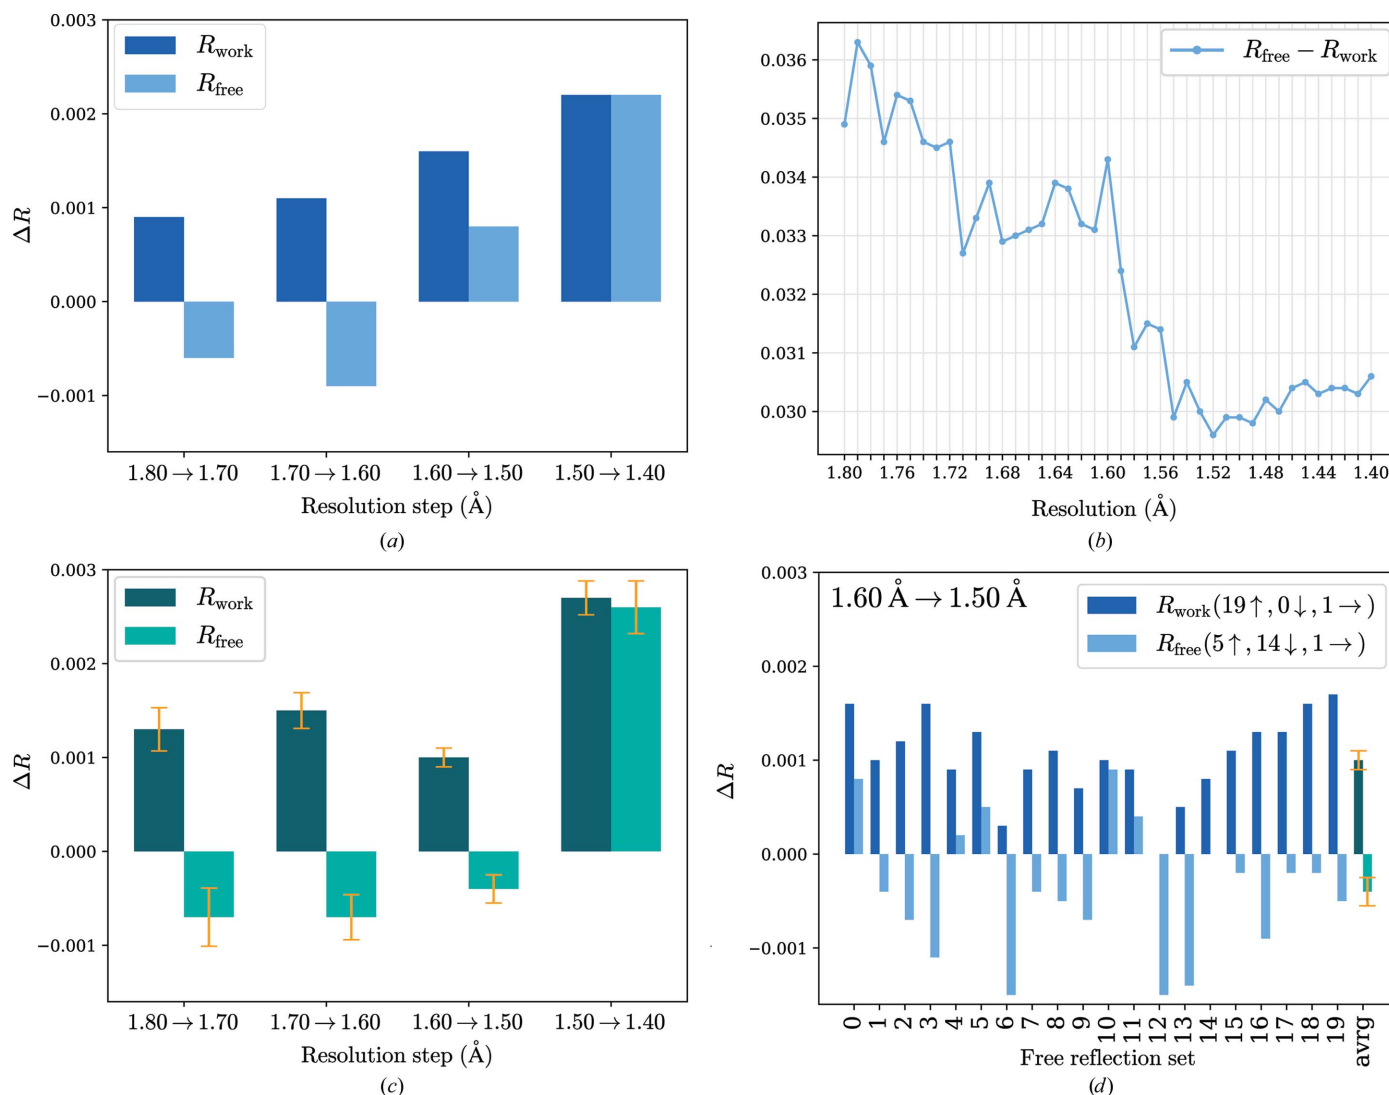 0.003
0.002
0.001
0.000
−0.001
ΔR
R_work
R_free
1.80→1.70 1.70→1.60 1.60→1.50 1.50→1.40
Resolution step (Å)
(a)
0.036
0.035
0.034
0.033
0.032
0.031
0.030
R_free − R_work
1.80 1.76 1.72 1.68 1.64 1.60 1.56 1.52 1.48 1.44 1.40
Resolution (Å)
(b)
0.003
0.002
0.001
0.000
−0.001
ΔR
R_work
R_free
1.80→1.70 1.70→1.60 1.60→1.50 1.50→1.40
Resolution step (Å)
(c)
0.003
0.002
0.001
0.000
−0.001
ΔR
1.60 Å→1.50 Å
R_work(19↑, 0↓, 1→)
R_free(5↑, 14↓, 1→)
0 1 2 3 4 5 6 7 8 9 10 11 12 13 14 15 16 17 18 19 avrg
Free reflection set
(d)